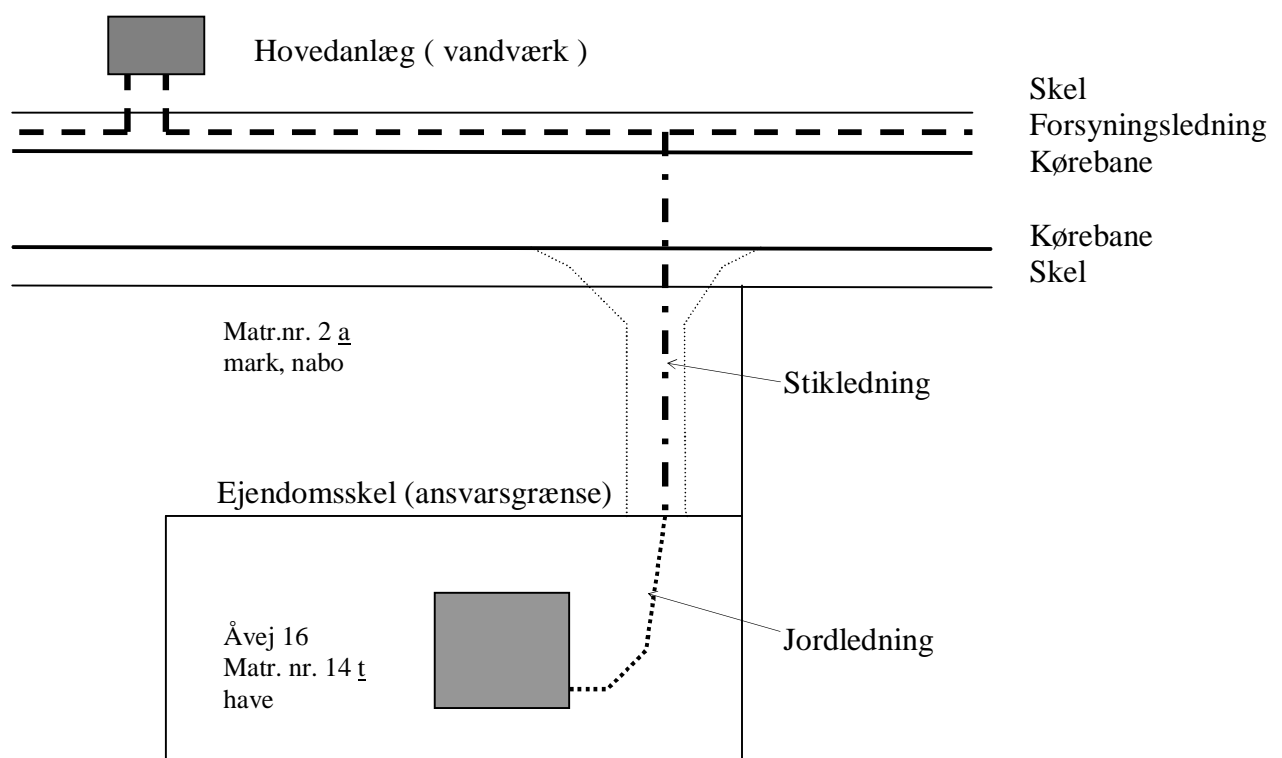 Hovedanlæg ( vandværk )
Skel
Forsyningsledning
Kørebane
Kørebane
Skel
Matr.nr. 2 a
mark, nabo
Stikledning
Ejendomsskel (ansvarsgrænse)
Åvej 16
Matr. nr. 14 t
have
Jordledning